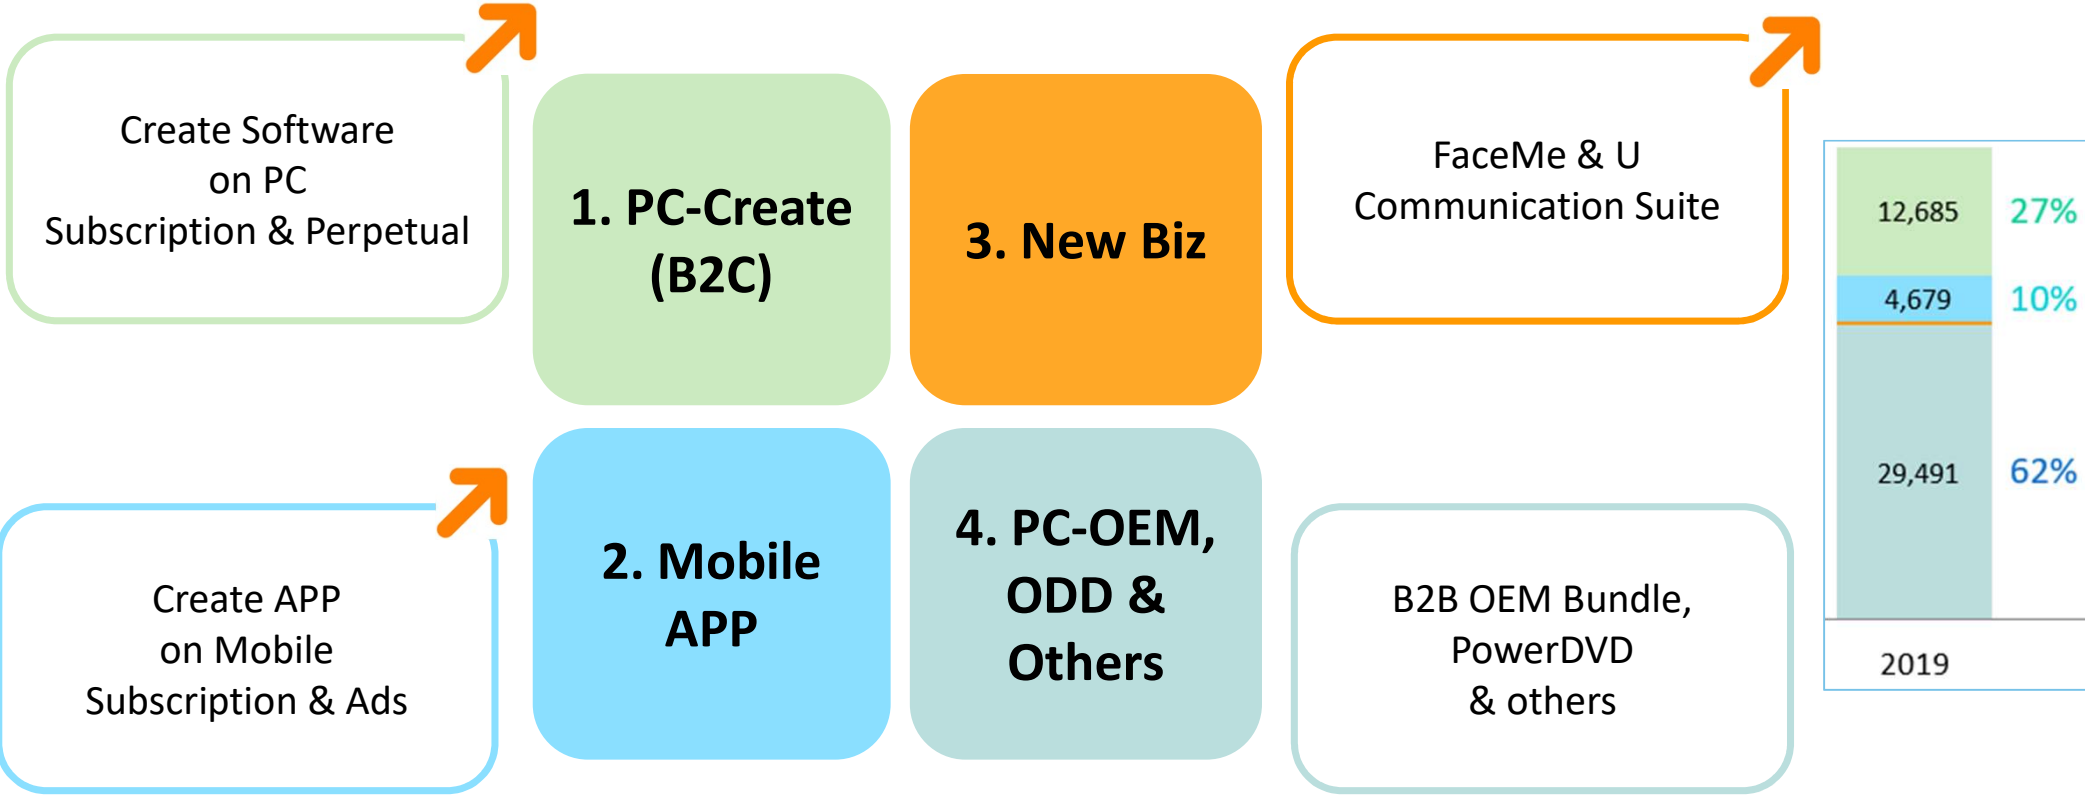 Create Software
on PC
Subscription & Perpetual
1. PC-Create
(B2C)
3. New Biz
FaceMe & U
Communication Suite
Create APP
on Mobile
Subscription & Ads
2. Mobile
APP
4. PC-OEM,
ODD &
Others
B2B OEM Bundle,
PowerDVD
& others
12,685 27%
4,679 10%
29,491 62%
2019